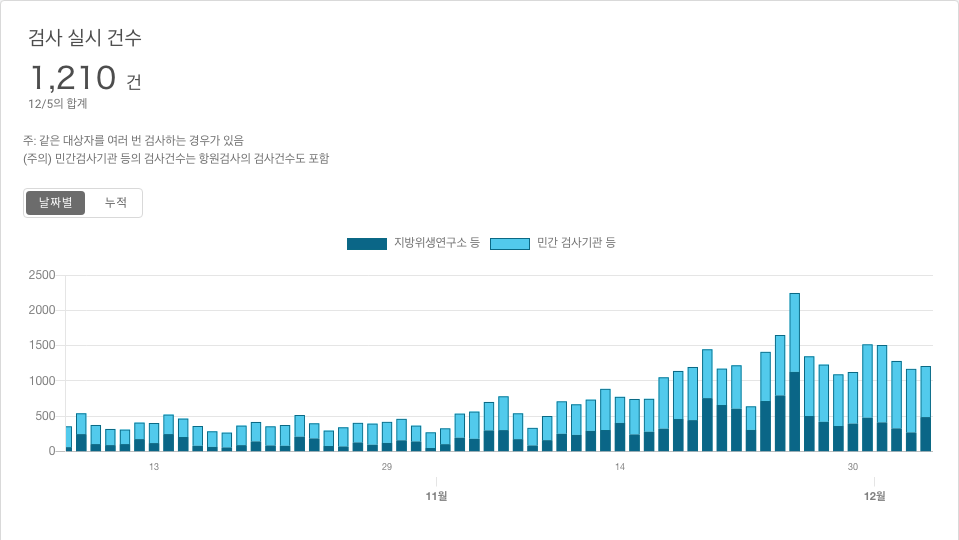 검사 실시 건수
1,210 건
12/5의 합계
주: 같은 대상자를 여러 번 검사하는 경우가 있음
(주의) 민간검사기관 등의 검사건수는 항원검사의 검사건수도 포함
날짜별 누적
지방위생연구소 등 민간 검사기관 등
2500
2000
1500
1000
500
0
13 29 14 30
11월 12월